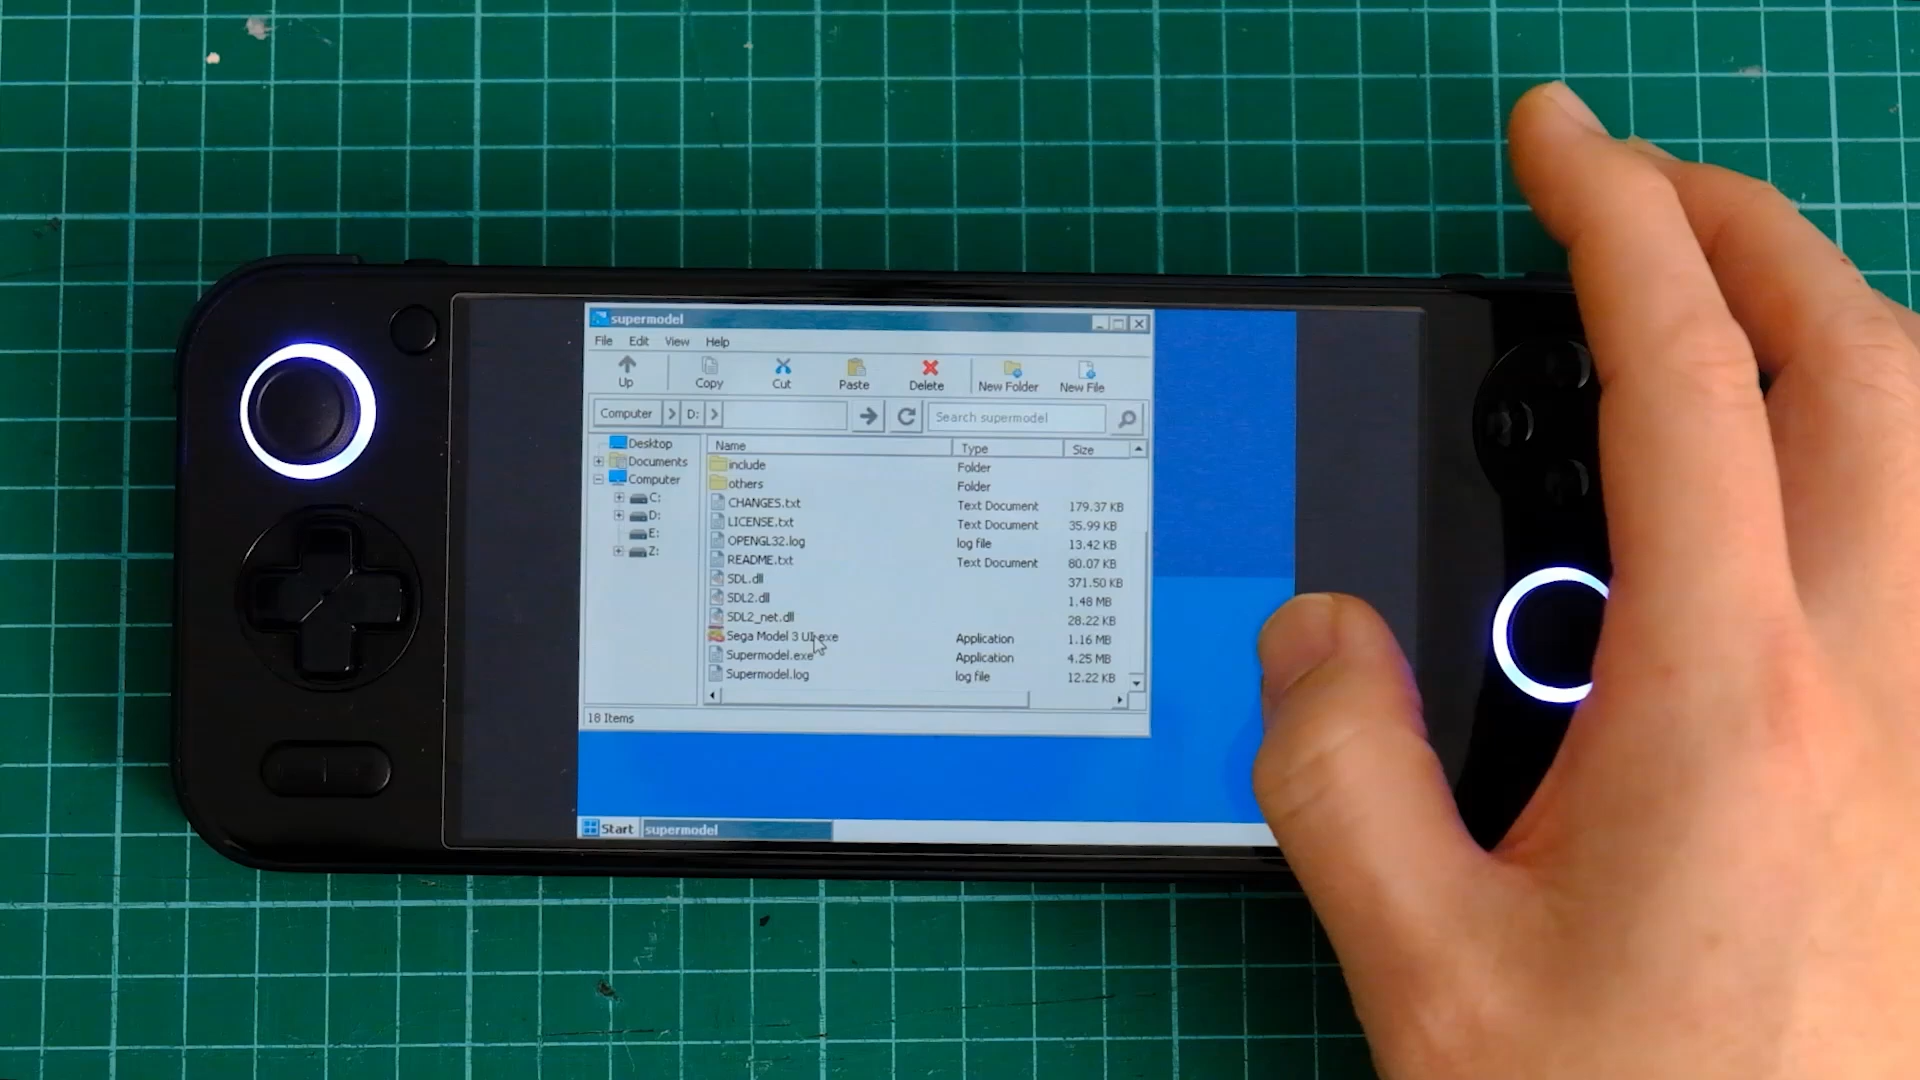 supermodel
File Edit View Help
Up Copy Cut Paste Delete New Folder New File
Computer D: Search supermodel
Desktop
Documents
Computer
C:
D:
E:
Z:
Name Type Size
include Folder
others Folder
CHANGES.txt Text Document 179.37 KB
LICENSE.txt Text Document 35.99 KB
OPENGL32.log log file 13.42 KB
README.txt Text Document 80.07 KB
SDL.dll 371.50 KB
SDL2.dll 1.48 MB
SDL2_net.dll 28.22 KB
Sega Model 3 UI.exe Application 1.16 MB
Supermodel.exe Application 4.25 MB
Supermodel.log log file 12.22 KB
18 Items
Start supermodel